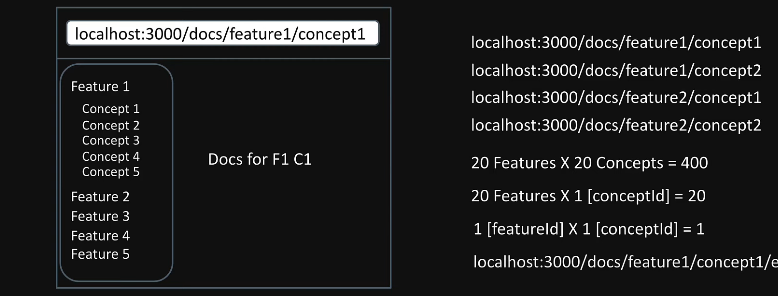 localhost:3000/docs/feature1/concept1
Feature 1
Concept 1
Concept 2
Concept 3
Concept 4
Concept 5
Feature 2
Feature 3
Feature 4
Feature 5
Docs for F1 C1
localhost:3000/docs/feature1/concept1
localhost:3000/docs/feature1/concept2
localhost:3000/docs/feature2/concept1
localhost:3000/docs/feature2/concept2
20 Features X 20 Concepts = 400
20 Features X 1 [conceptId] = 20
1 [featureId] X 1 [conceptId] = 1
localhost:3000/docs/feature1/concept1/e